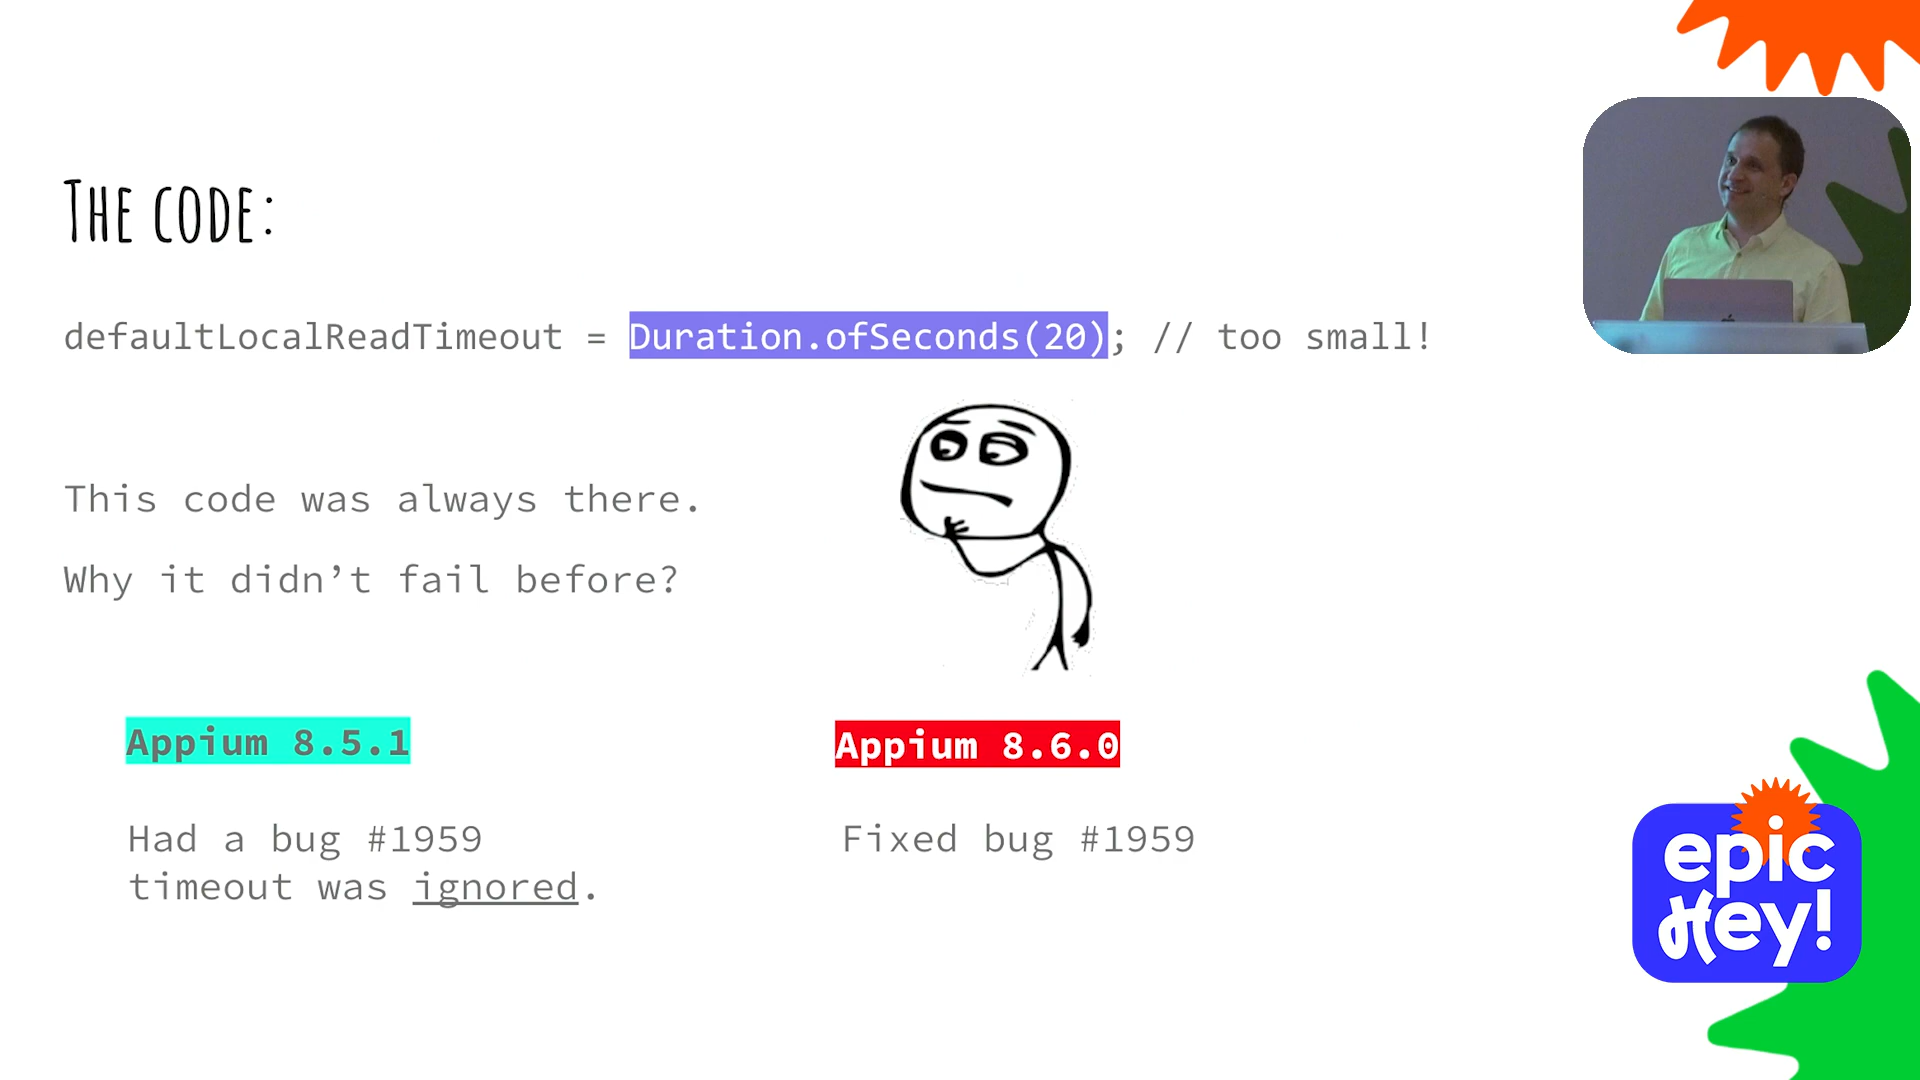 THE CODE:
defaultLocalReadTimeout = Duration.ofSeconds(20); // too small!
This code was always there.
Why it didn’t fail before?
Appium 8.5.1
Appium 8.6.0
Had a bug #1959
timeout was ignored.
Fixed bug #1959
epic
Hey!